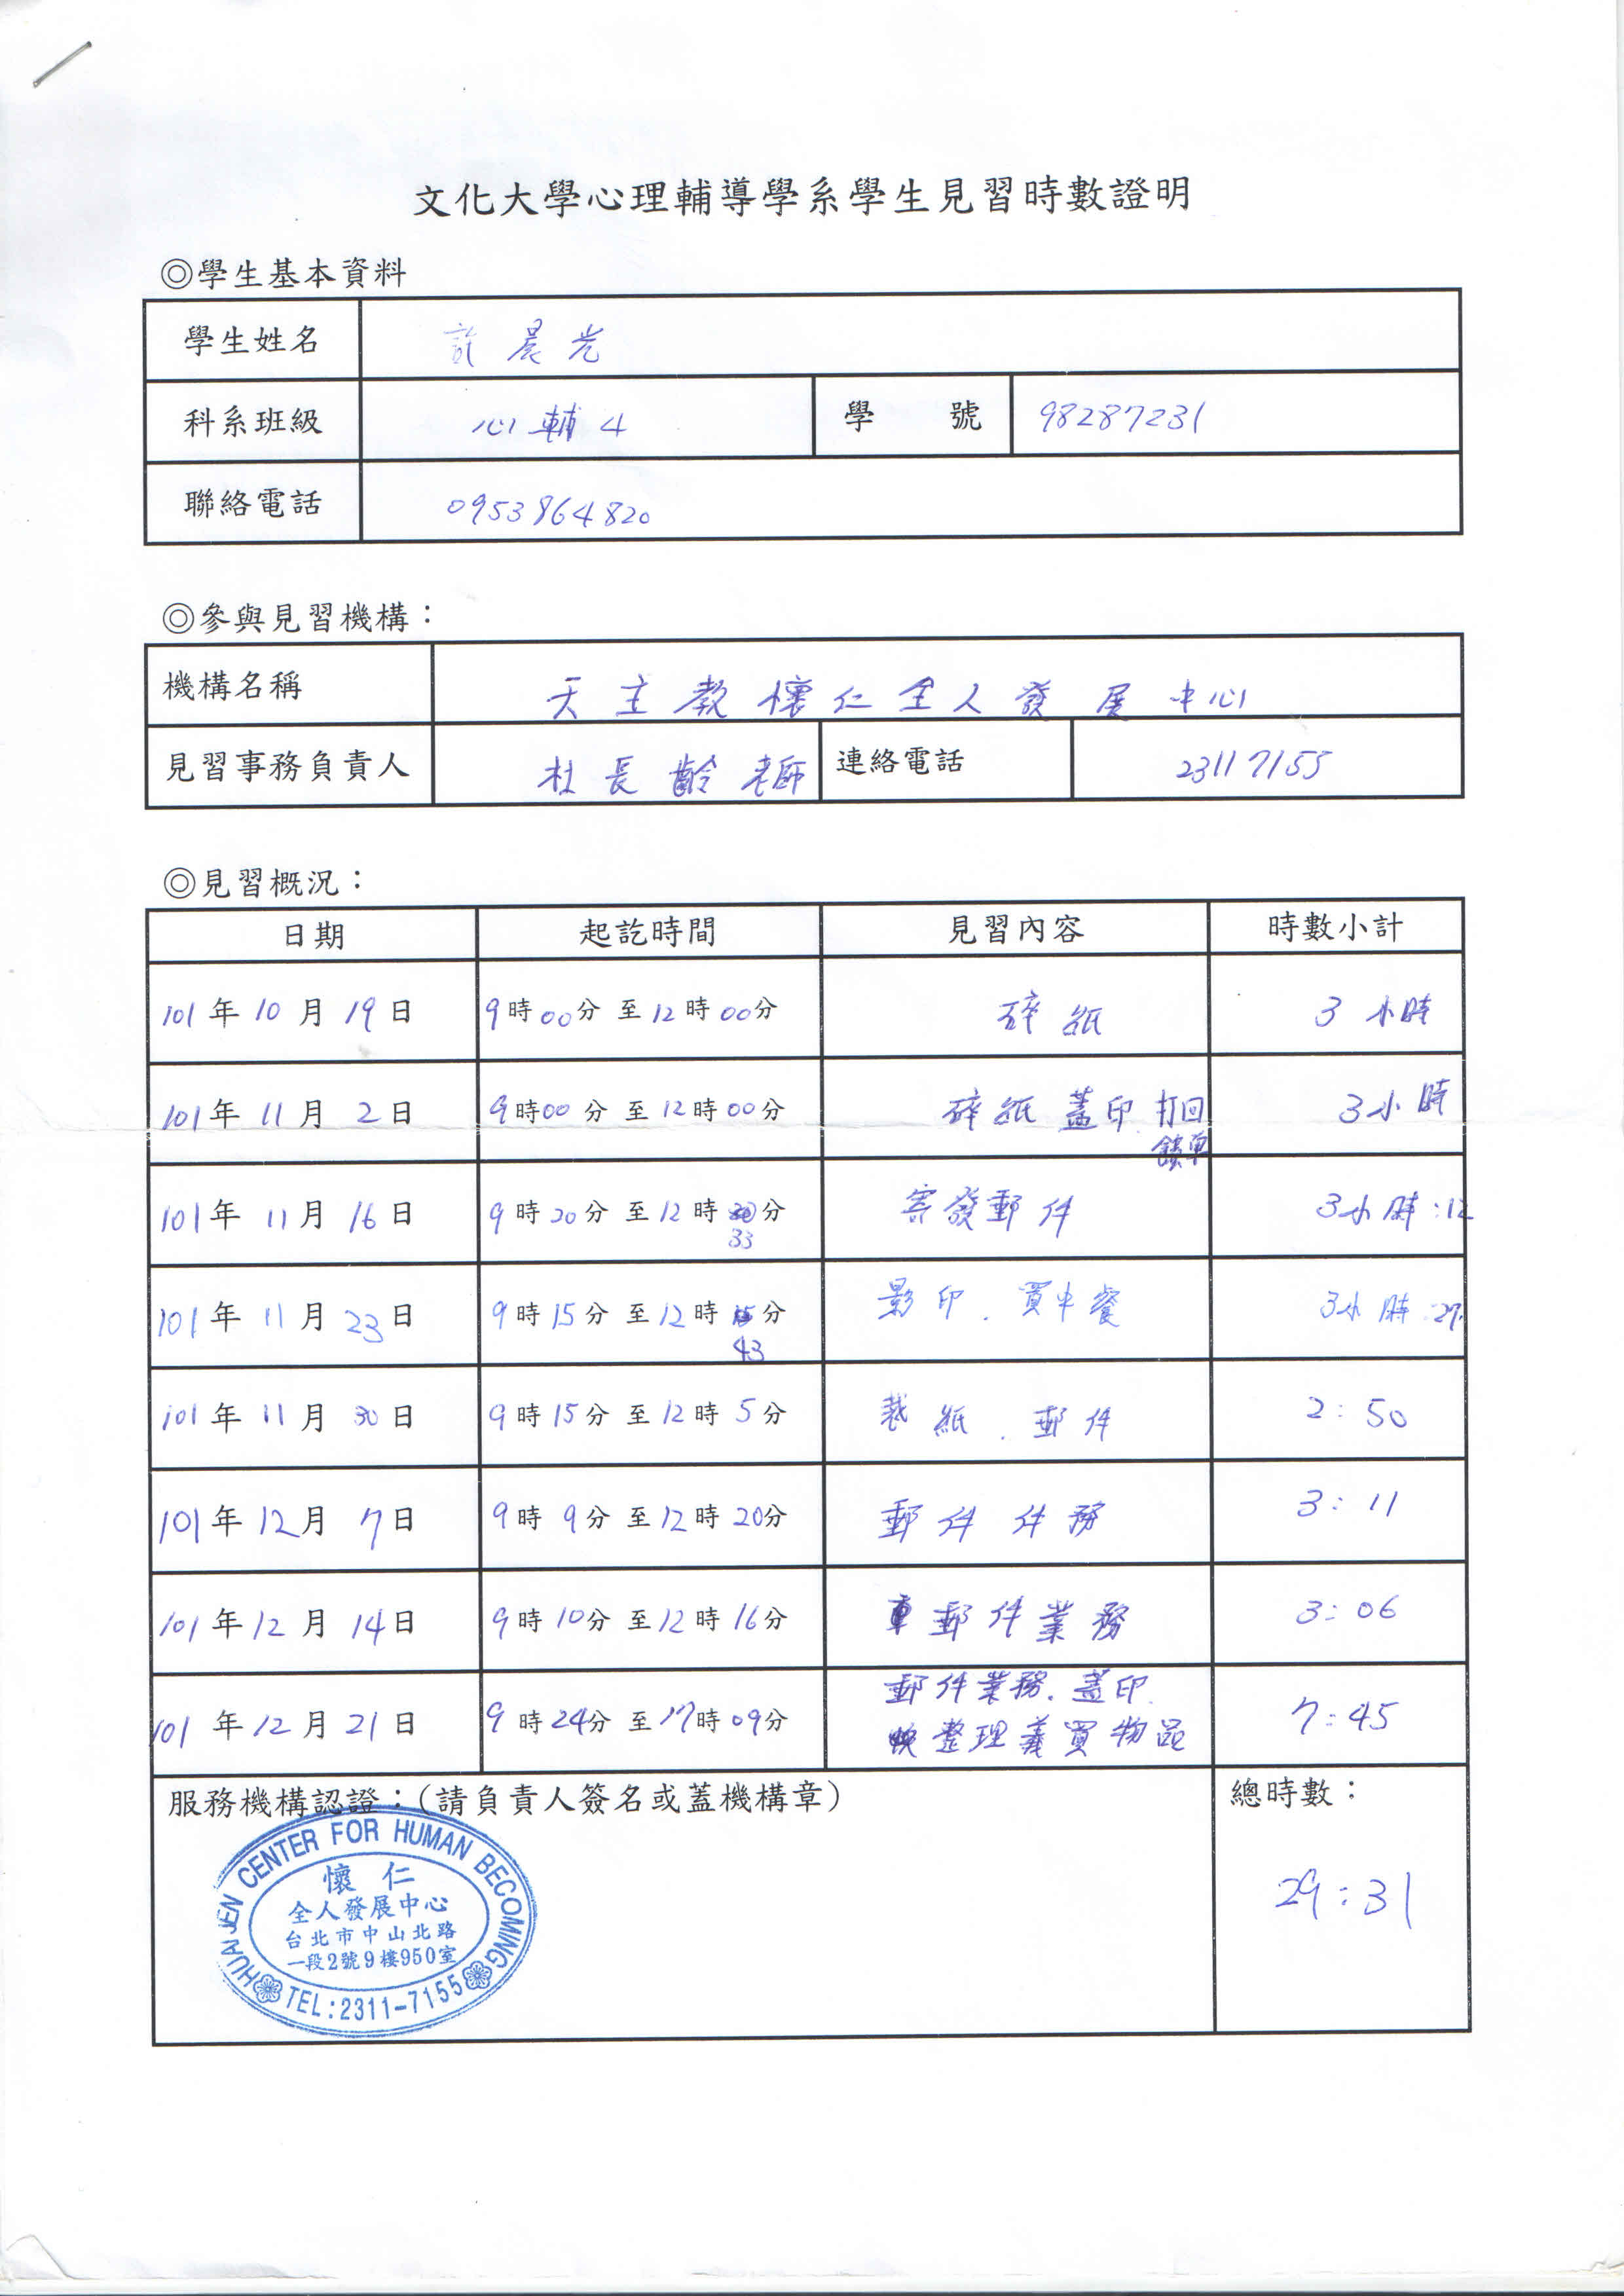 文化大學心理輔導學系學生見習時數證明
◎學生基本資料
學生姓名 許晨光
科系班級 心輔4 學號 98287231
聯絡電話 0953864820
◎參與見習機構：
機構名稱 天主教懷仁全人發展中心
見習事務負責人 杜長齡老師 連絡電話 23117155
◎見習概況：
日期 起訖時間 見習內容 時數小計
101年10月19日 9時00分至12時00分 碎紙 3小時
101年11月2日 9時00分至12時00分 碎紙 蓋印 打回 3小時
饋單
101年11月16日 9時20分至12時分 寄發郵件 3小時:12
33
101年11月23日 9時15分至12時分 影印.買中餐 3小時
43
101年11月30日 9時15分至12時5分 裁紙.郵件 2:50
101年12月7日 9時9分至12時20分 郵件件務 3:11
101年12月14日 9時10分至12時16分 郵件業務 3:06
郵件業務.蓋印
101年12月21日 9時24分至17時09分 整理義買物品 7:45
服務機構認證：(請負責人簽名或蓋機構章) 總時數：
29:31
HUAI JEN CENTER FOR HUMAN BECOMING
懷仁
全人發展中心
台北市中山北路
一段2號9樓950室
TEL:2311-7155